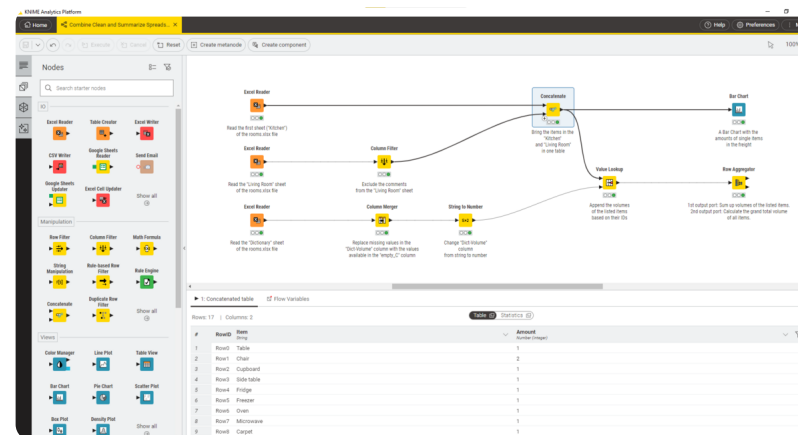 KNIME Analytics Platform
Home
Combine Clean and Summarize Spreads..
Help
Preferences
Execute
Cancel
Reset
Create metanode
Create component
100%
Nodes
Search starter nodes
IO
Excel Reader
Table Creator
Excel Writer
CSV Writer
Google Sheets
Reader
Send Email
Google Sheets
Updater
Excel Cell Updater
Show all
Manipulation
Row Filter
Column Filter
Math Formula
String
Manipulation
Rule-based Row
Filter
Rule Engine
Concatenate
Duplicate Row
Filter
Show all
Views
Color Manager
Line Plot
Table View
Bar Chart
Pie Chart
Scatter Plot
Box Plot
Density Plot
Show all
Excel Reader
Read the first sheet ("Kitchen")
of the rooms.xlsx file
Excel Reader
Read the "Living Room" sheet
of the rooms.xlsx file
Column Filter
Exclude the comments
from the "Living Room" sheet
Excel Reader
Read the "Dictionary" sheet
of the rooms.xlsx file
Column Merger
Replace missing values in the
"Dict-Volume" column with the values
available in the "empty_C" column
String to Number
Change "Dict-Volume"
column
from string to number
Concatenate
Bring the items in the
"Kitchen"
and "Living Room"
in one table
Value Lookup
Append the volumes
of the listed items
based on their IDs
Bar Chart
A Bar Chart with the
amounts of single items
in the freight
Row Aggregator
1st output port: Sum up volumes of the listed items.
2nd output port: Calculate the grand total volume
of all items.
1: Concatenated table
Flow Variables
Rows: 17 | Columns: 2
Table
Statistics
# RowID Item Amount
String Number (integer)
1 Row0 Table 1
2 Row1 Chair 2
3 Row2 Cupboard 1
4 Row3 Side table 1
5 Row4 Fridge 1
6 Row5 Freezer 1
7 Row6 Oven 1
8 Row7 Microwave 1
9 Row8 Carpet 1